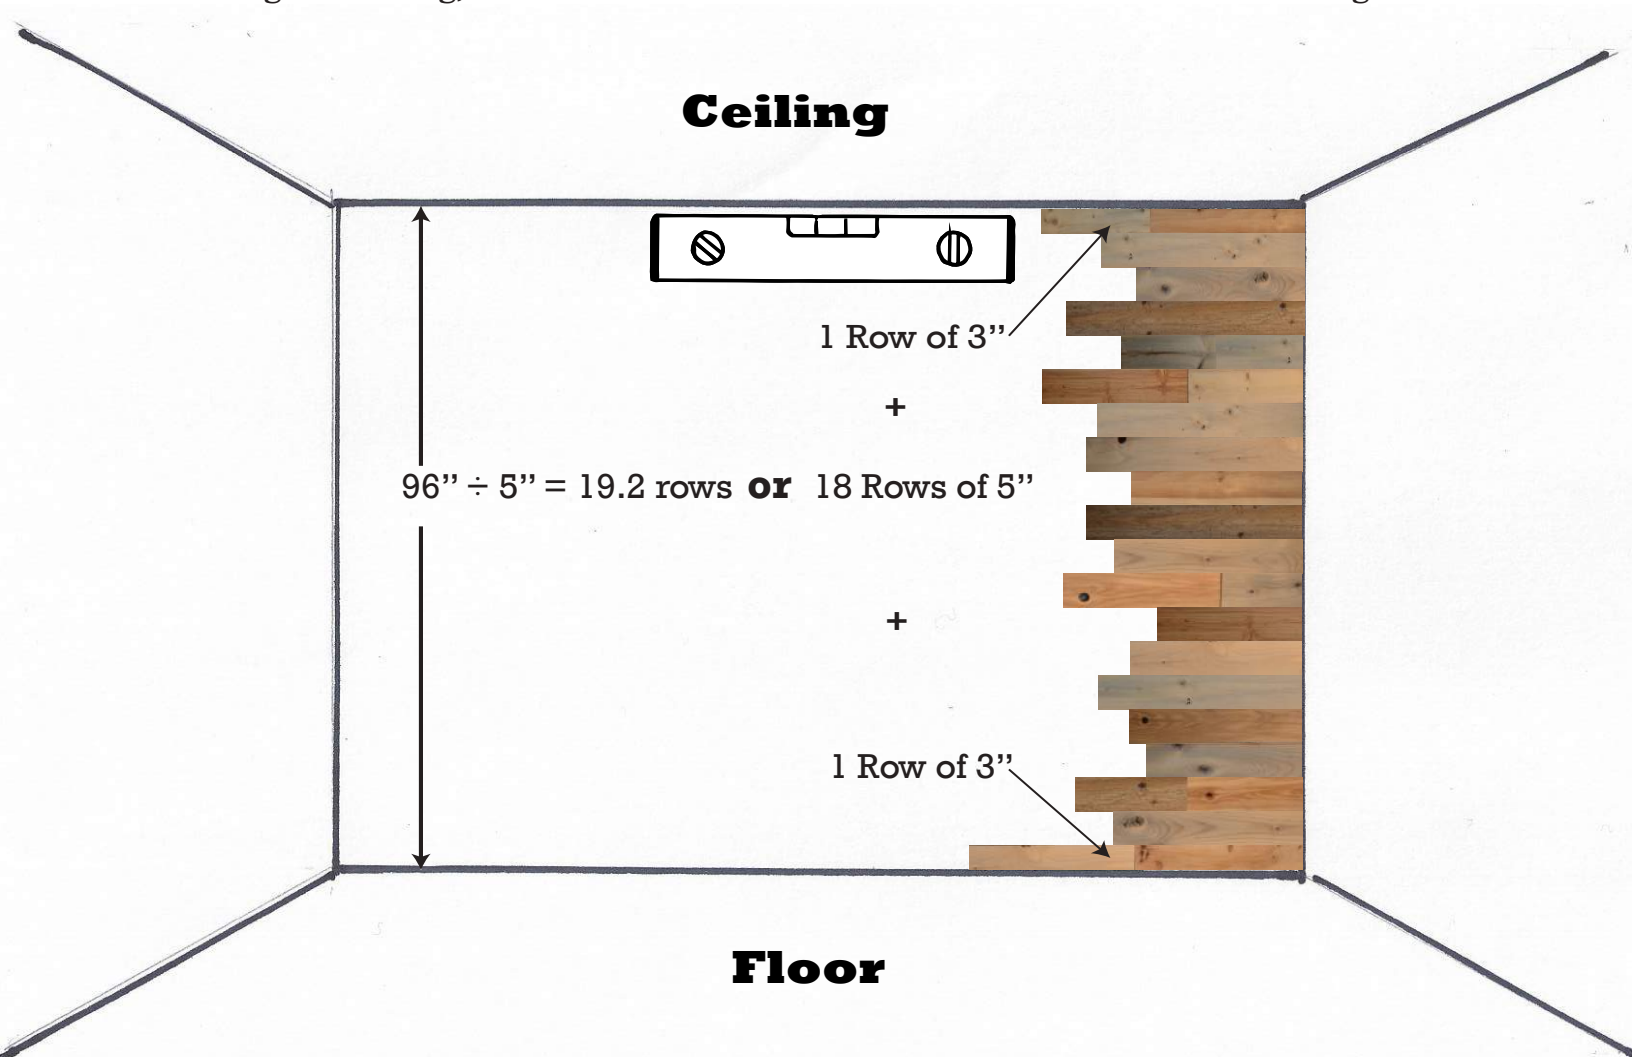 Ceiling
1 Row of 3”
+
96” ÷ 5” = 19.2 rows or 18 Rows of 5”
+
1 Row of 3”
Floor